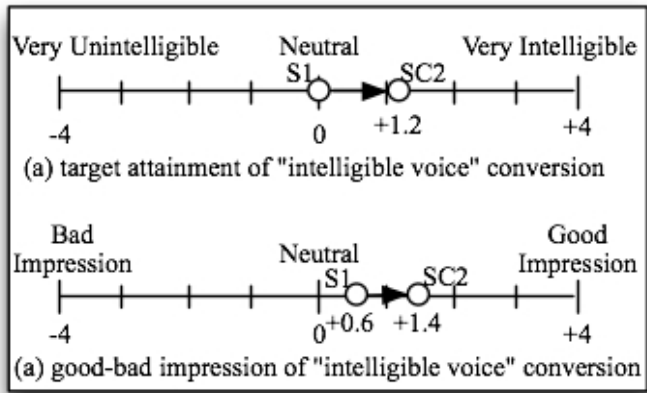 Very Unintelligible Neutral Very Intelligible
S1 SC2
-4 0 +1.2 +4
(a) target attainment of "intelligible voice" conversion
Bad Good
Impression Neutral Impression
S1 SC2
-4 0 +0.6 +1.4 +4
(a) good-bad impression of "intelligible voice" conversion